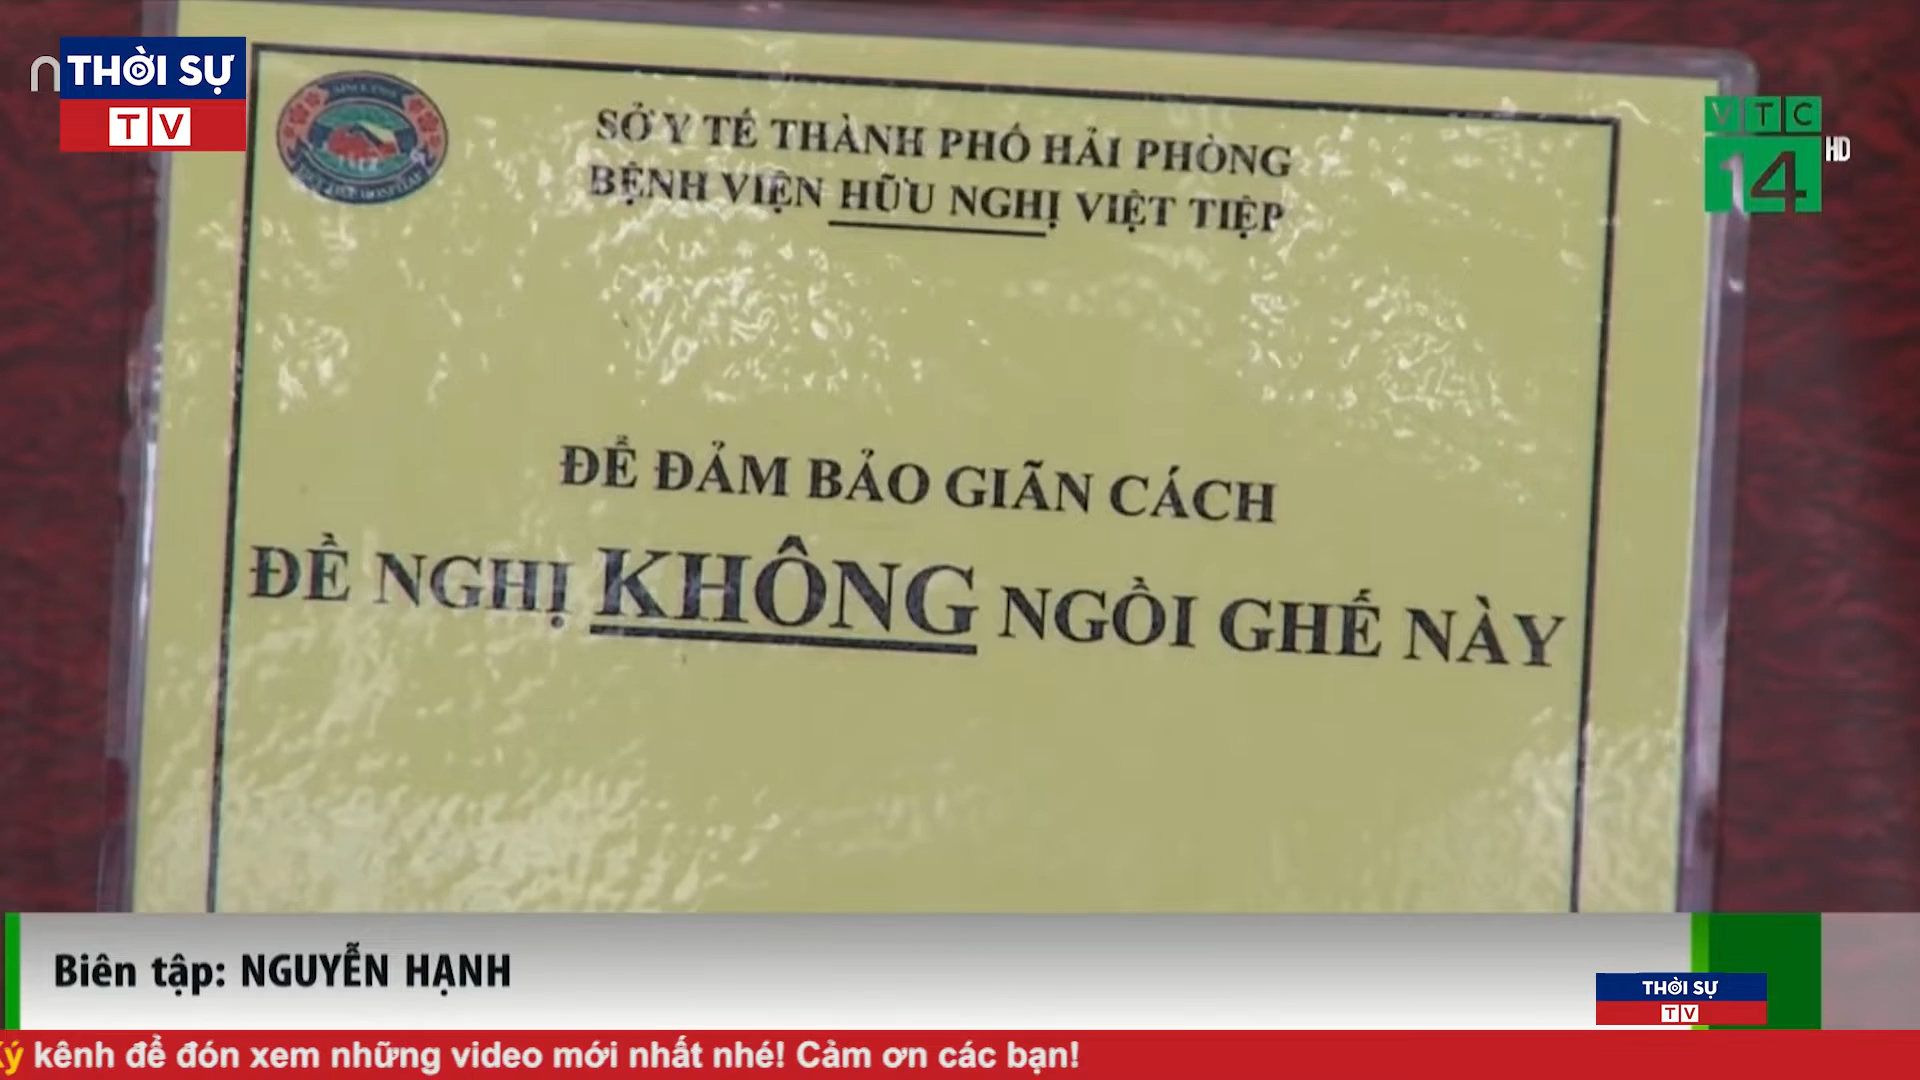 THỜI SỰ
TV
VTC
14
HD
SỞ Y TẾ THÀNH PHỐ HẢI PHÒNG
BỆNH VIỆN HỮU NGHỊ VIỆT TIỆP
ĐỂ ĐẢM BẢO GIÃN CÁCH
ĐỀ NGHỊ KHÔNG NGỒI GHẾ NÀY
Biên tập: NGUYỄN HẠNH
THỜI SỰ
TV
ký kênh để đón xem những video mới nhất nhé! Cảm ơn các bạn!